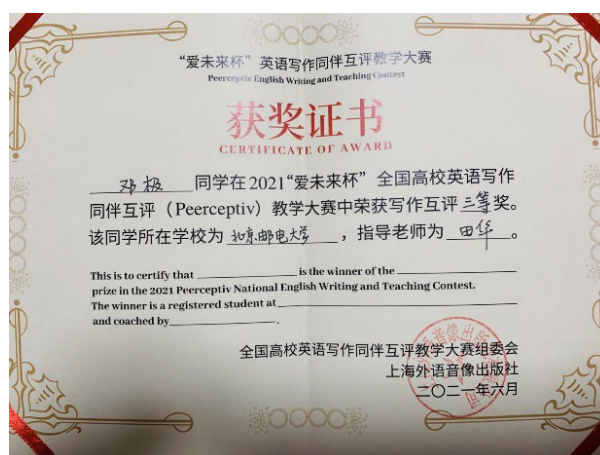 “爱未来杯”英语写作同伴互评教学大赛
Peerceptiv English Writing and Teaching Contest
获奖证书
CERTIFICATE OF AWARD
邓极 同学在2021“爱未来杯”全国高校英语写作
同伴互评（Peerceptiv）教学大赛中荣获写作互评三等奖。
该同学所在学校为 北京邮电大学 ，指导老师为 田华 。
This is to certify that is the winner of the
prize in the 2021 Peerceptiv National English Writing and Teaching Contest.
The winner is a registered student at
and coached by .
全国高校英语写作同伴互评教学大赛组委会
上海外语音像出版社
二〇二一年六月